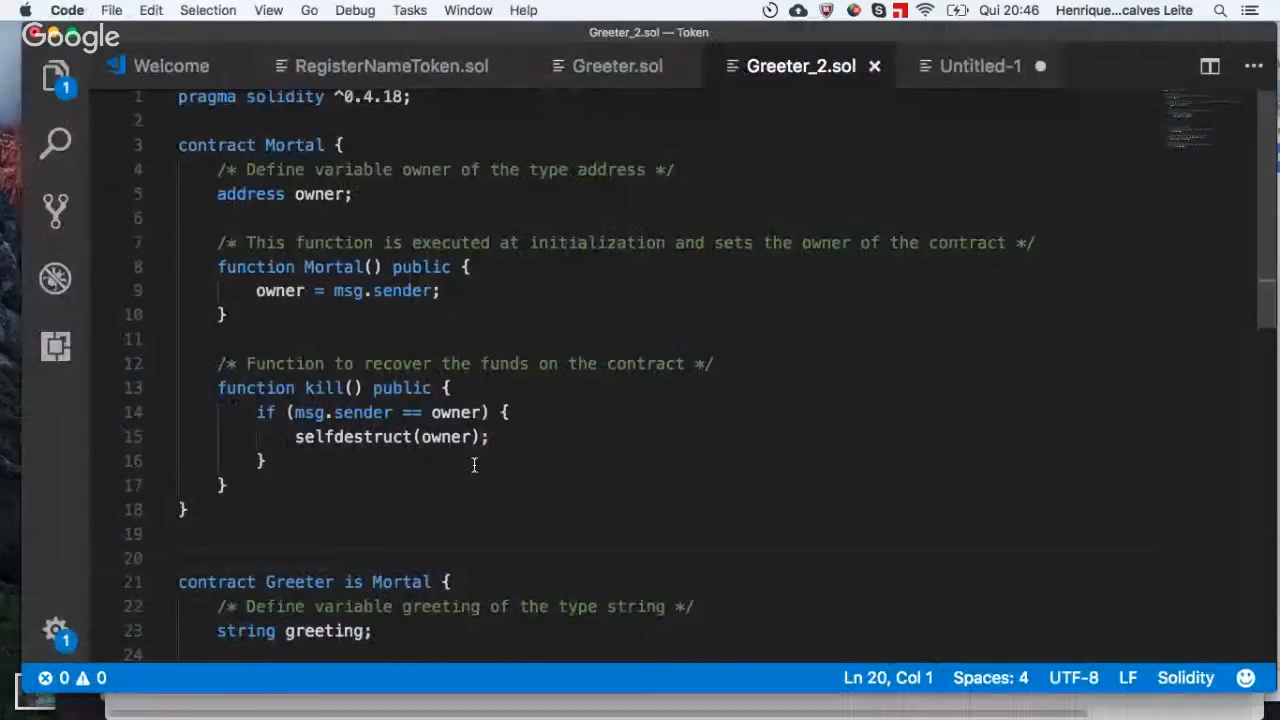 Code File Edit Selection View Go Debug Tasks Window Help Qui 20:46 Henrique...calves Leite
Google
Greeter_2.sol — Token
Welcome RegisterNameToken.sol Greeter.sol Greeter_2.sol × Untitled-1
1 pragma solidity ^0.4.18;
2
3 contract Mortal {
4 /* Define variable owner of the type address */
5 address owner;
6
7 /* This function is executed at initialization and sets the owner of the contract */
8 function Mortal() public {
9 owner = msg.sender;
10 }
11
12 /* Function to recover the funds on the contract */
13 function kill() public {
14 if (msg.sender == owner) {
15 selfdestruct(owner);
16 }
17 }
18 }
19
20
21 contract Greeter is Mortal {
22 /* Define variable greeting of the type string */
23 string greeting;
24
1
1
0 0 Ln 20, Col 1 Spaces: 4 UTF-8 LF Solidity